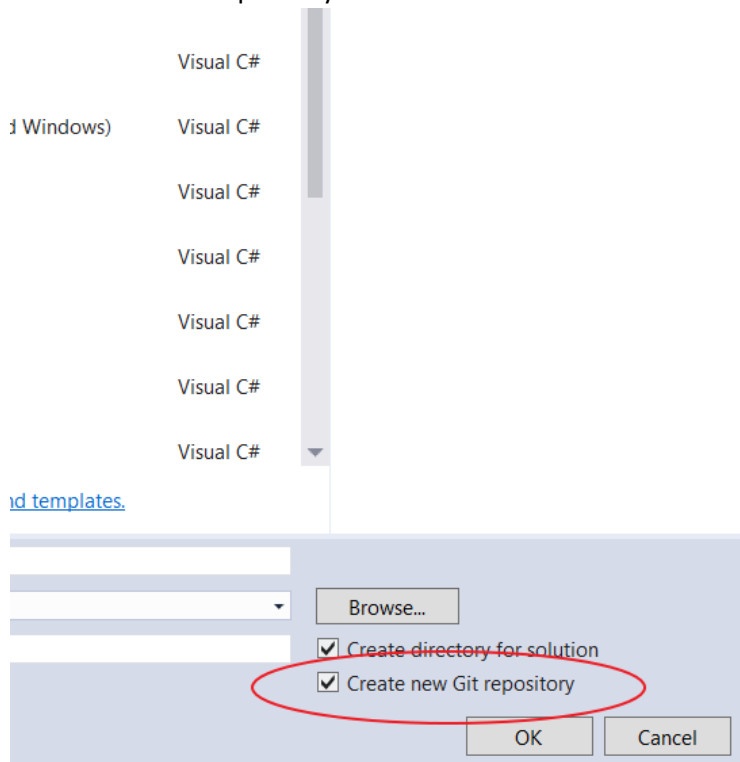 Visual C#
d Windows) Visual C#
Visual C#
Visual C#
Visual C#
Visual C#
Visual C#
nd templates.
Browse...
Create directory for solution
Create new Git repository
OK Cancel